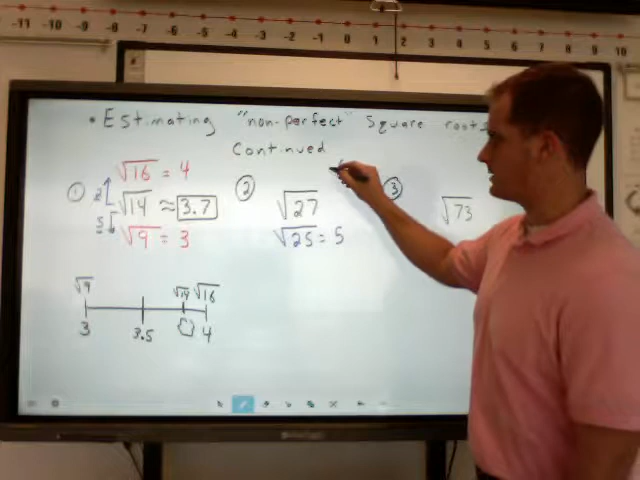 -11 -10 -9 -8 -7 -6 -5 -4 -3 -2 -1 0 1 2 3 4 5 6 7 8 9 10
• Estimating "non-perfect" Square roots
Continued
① √16 = 4
2 √14 ≈ 3.7
5 √9 = 3
② √27
√25 = 5
③ √73
√9 √14 √16
3 3.5 4